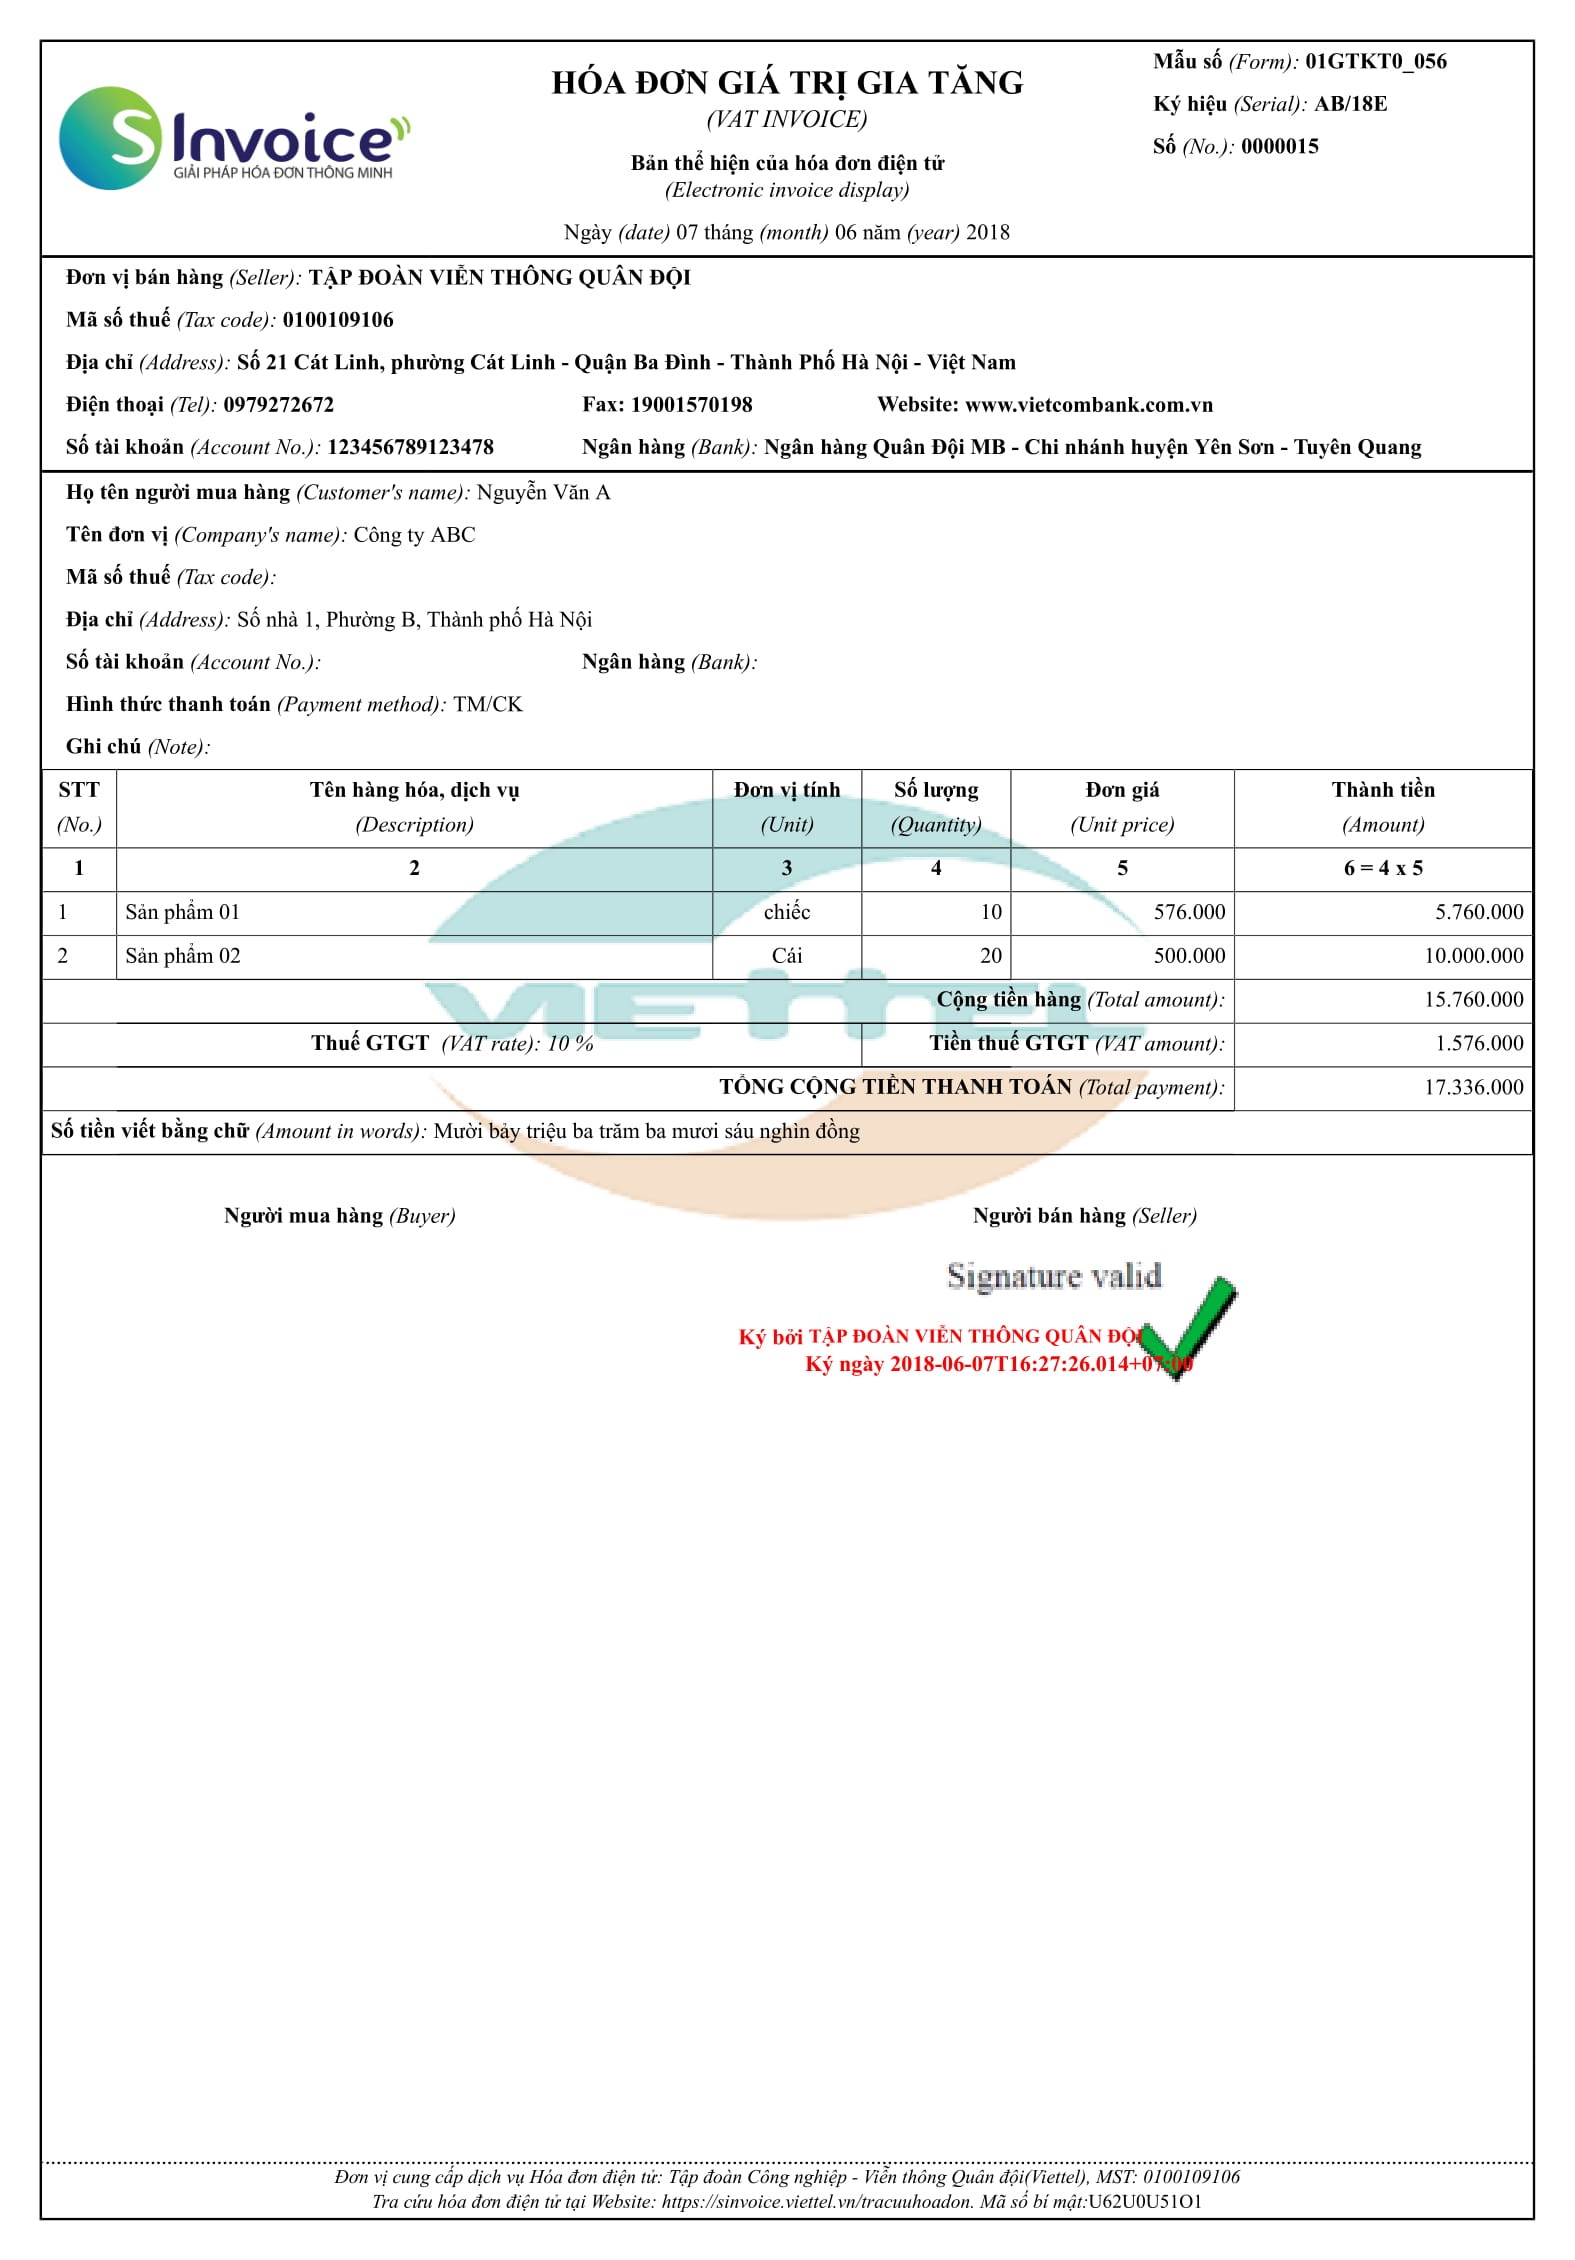 S Invoice
GIẢI PHÁP HÓA ĐƠN THÔNG MINH
HÓA ĐƠN GIÁ TRỊ GIA TĂNG
(VAT INVOICE)
Bản thể hiện của hóa đơn điện tử
(Electronic invoice display)
Ngày (date) 07 tháng (month) 06 năm (year) 2018
Mẫu số (Form): 01GTKT0_056
Ký hiệu (Serial): AB/18E
Số (No.): 0000015
Đơn vị bán hàng (Seller): TẬP ĐOÀN VIỄN THÔNG QUÂN ĐỘI
Mã số thuế (Tax code): 0100109106
Địa chỉ (Address): Số 21 Cát Linh, phường Cát Linh - Quận Ba Đình - Thành Phố Hà Nội - Việt Nam
Điện thoại (Tel): 0979272672 Fax: 19001570198 Website: www.vietcombank.com.vn
Số tài khoản (Account No.): 123456789123478 Ngân hàng (Bank): Ngân hàng Quân Đội MB - Chi nhánh huyện Yên Sơn - Tuyên Quang
Họ tên người mua hàng (Customer's name): Nguyễn Văn A
Tên đơn vị (Company's name): Công ty ABC
Mã số thuế (Tax code):
Địa chỉ (Address): Số nhà 1, Phường B, Thành phố Hà Nội
Số tài khoản (Account No.): Ngân hàng (Bank):
Hình thức thanh toán (Payment method): TM/CK
Ghi chú (Note):
STT Tên hàng hóa, dịch vụ Đơn vị tính Số lượng Đơn giá Thành tiền
(No.) (Description) (Unit) (Quantity) (Unit price) (Amount)
1 2 3 4 5 6 = 4 x 5
1 Sản phẩm 01 chiếc 10 576.000 5.760.000
2 Sản phẩm 02 Cái 20 500.000 10.000.000
VIETTEL
Cộng tiền hàng (Total amount): 15.760.000
Thuế GTGT (VAT rate): 10 % Tiền thuế GTGT (VAT amount): 1.576.000
TỔNG CỘNG TIỀN THANH TOÁN (Total payment): 17.336.000
Số tiền viết bằng chữ (Amount in words): Mười bảy triệu ba trăm ba mươi sáu nghìn đồng
Người mua hàng (Buyer) Người bán hàng (Seller)
Signature valid
Ký bởi TẬP ĐOÀN VIỄN THÔNG QUÂN ĐỘI
Ký ngày 2018-06-07T16:27:26.014+07:00
Đơn vị cung cấp dịch vụ Hóa đơn điện tử: Tập đoàn Công nghiệp - Viễn thông Quân đội(Viettel), MST: 0100109106
Tra cứu hóa đơn điện tử tại Website: https://sinvoice.viettel.vn/tracuuhoadon. Mã số bí mật:U62U0U51O1